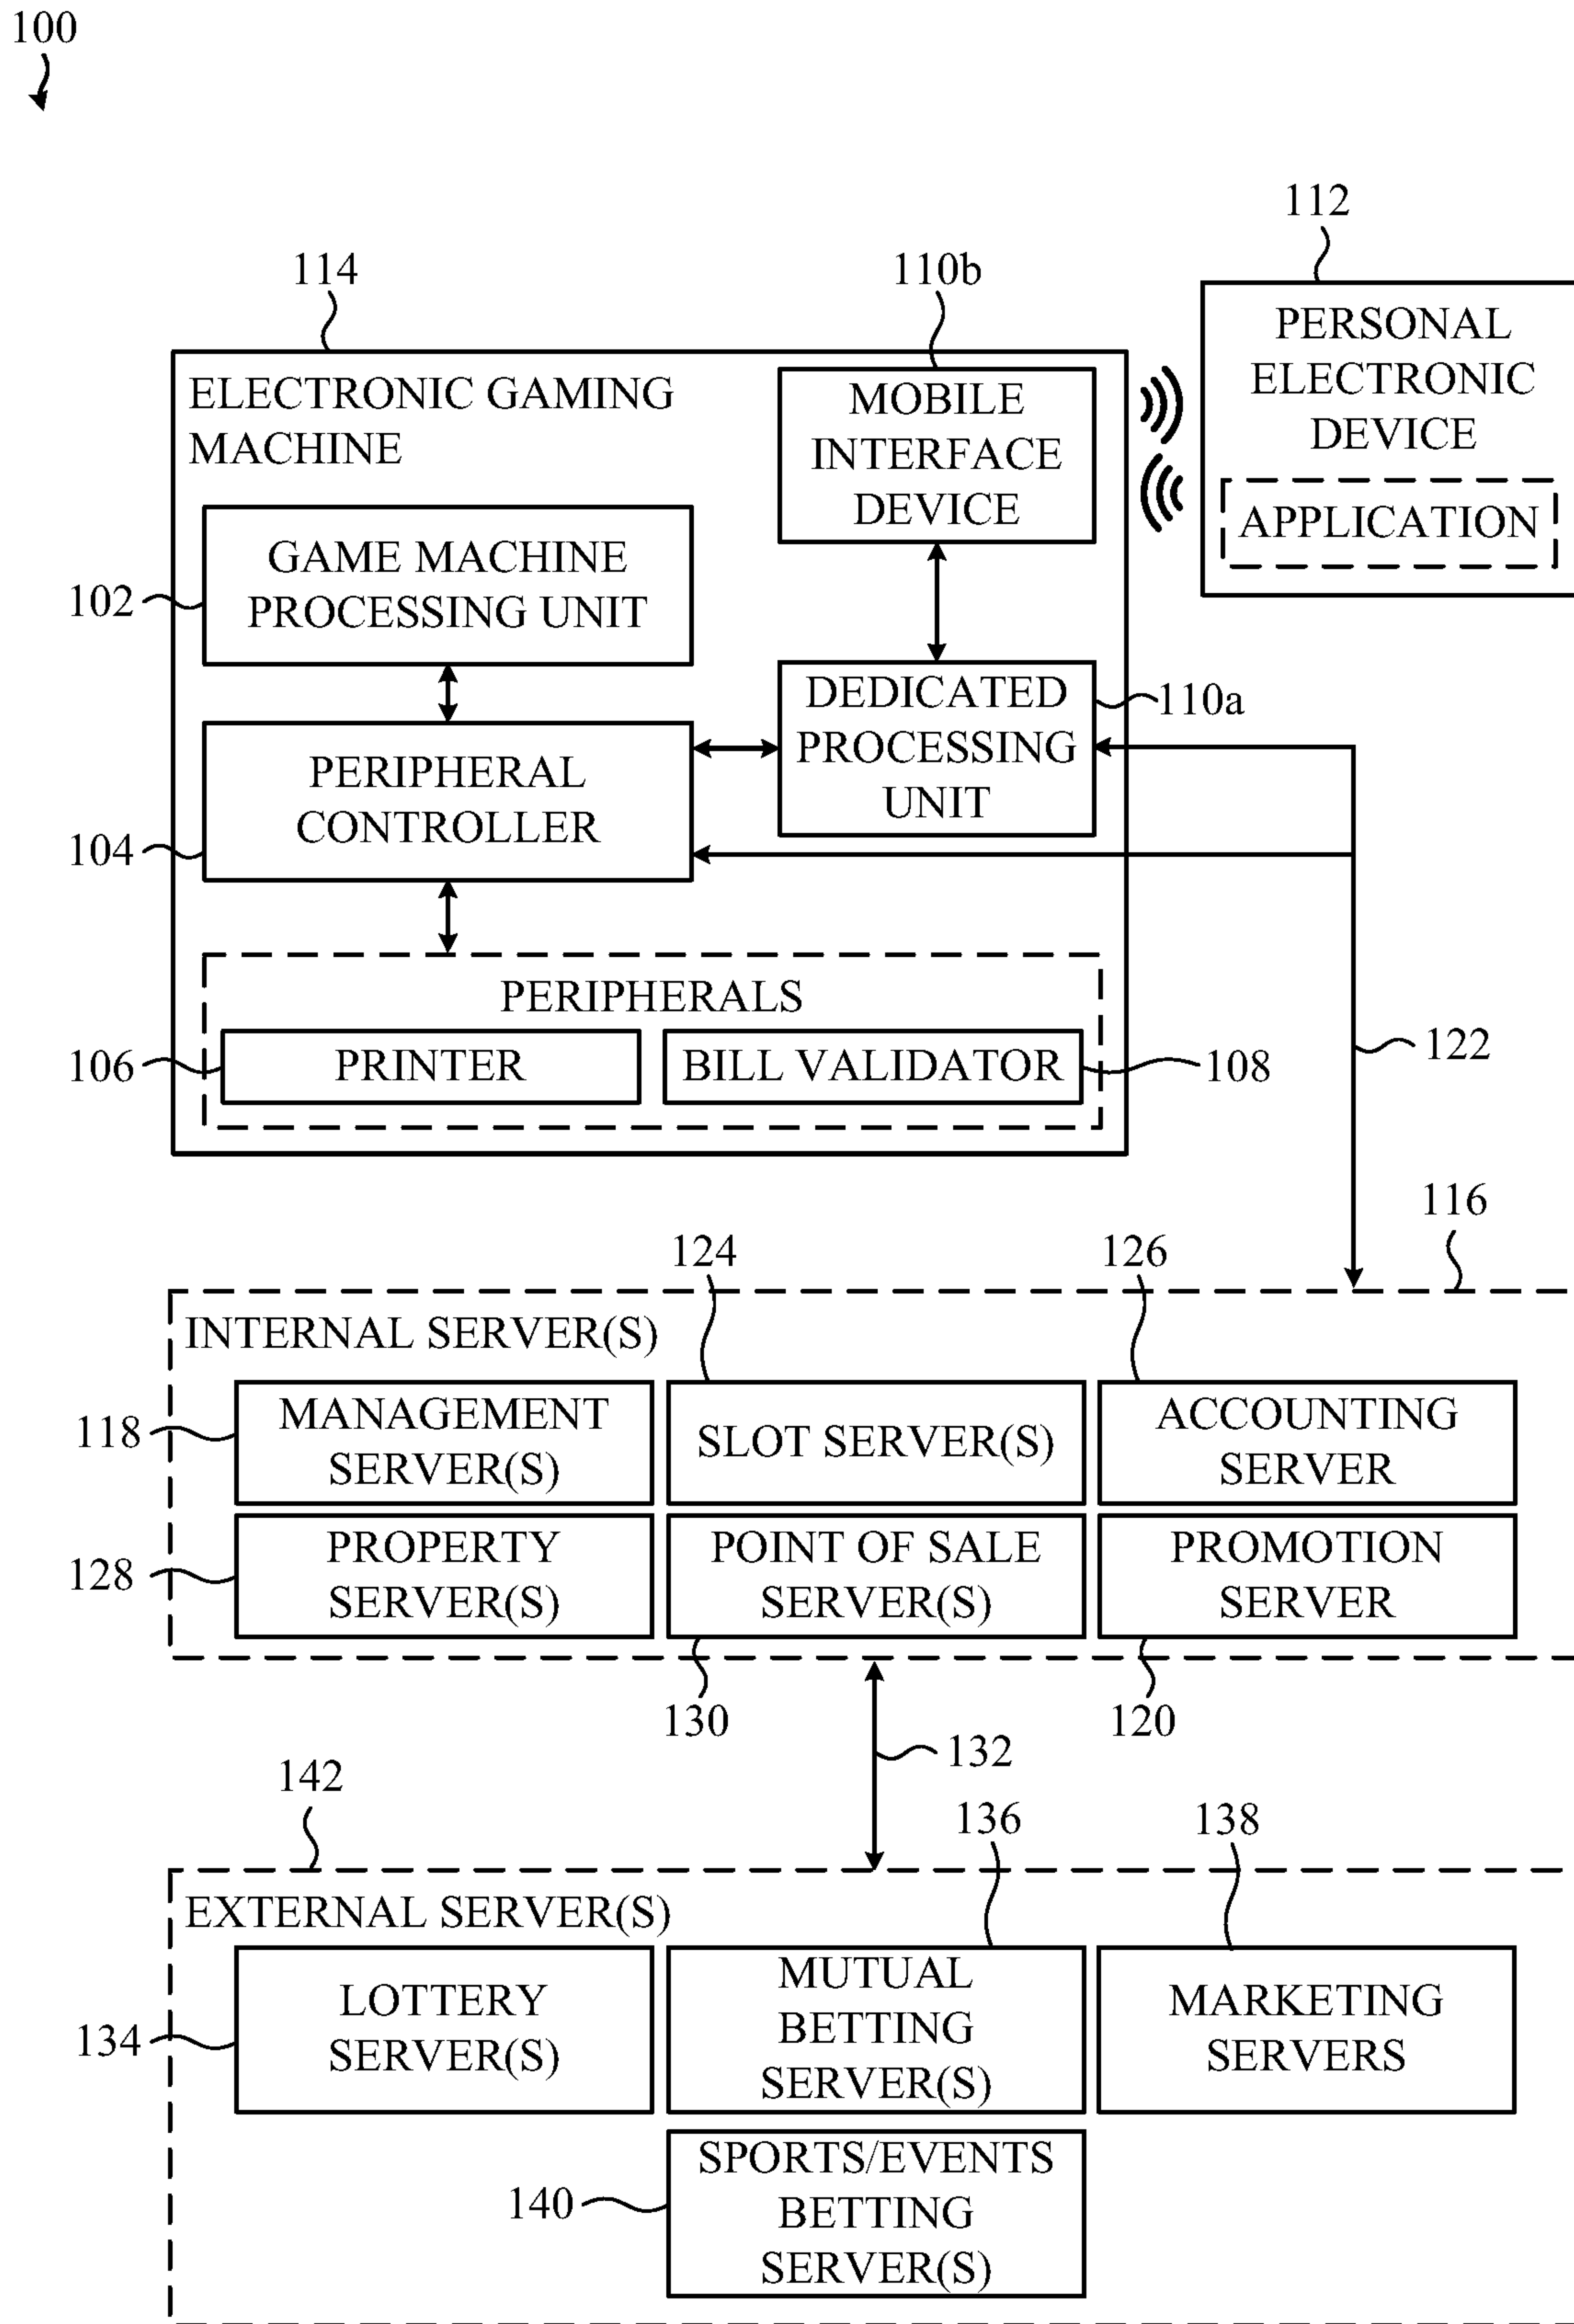 100
112
114
110b
PERSONAL
ELECTRONIC
DEVICE
APPLICATION
ELECTRONIC GAMING
MACHINE
MOBILE
INTERFACE
DEVICE
GAME MACHINE
PROCESSING UNIT
102
DEDICATED
PROCESSING
UNIT
110a
PERIPHERAL
CONTROLLER
104
PERIPHERALS
106
PRINTER
BILL VALIDATOR
108
122
116
124
126
INTERNAL SERVER(S)
118
MANAGEMENT
SERVER(S)
SLOT SERVER(S)
ACCOUNTING
SERVER
128
PROPERTY
SERVER(S)
POINT OF SALE
SERVER(S)
PROMOTION
SERVER
130
120
132
142
136
138
EXTERNAL SERVER(S)
134
LOTTERY
SERVER(S)
MUTUAL
BETTING
SERVER(S)
MARKETING
SERVERS
140
SPORTS/EVENTS
BETTING
SERVER(S)